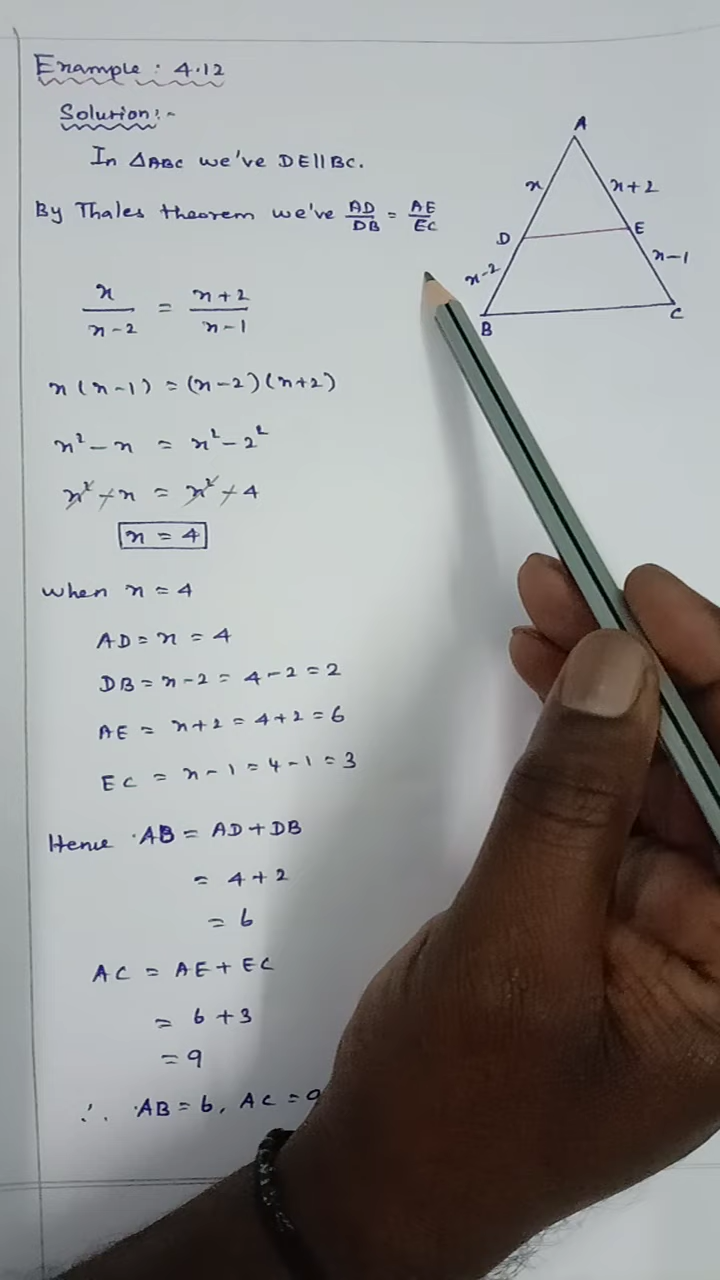 Example : 4.12
Solution:-
In △ABC we've DE||BC.
By Thales theorem we've AD/DB = AE/EC
x/x-2 = x+2/x-1
x(x-1) = (x-2)(x+2)
x² - x = x² - 2²
x² - x = x² - 4
x = 4
When x = 4
AD = x = 4
DB = x-2 = 4-2 = 2
AE = x+2 = 4+2 = 6
EC = x-1 = 4-1 = 3
Hence AB = AD+DB
= 4+2
= 6
AC = AE+EC
= 6+3
= 9
∴ AB = 6, AC = 9
A
x
x+2
D
E
x-2
x-1
B
C